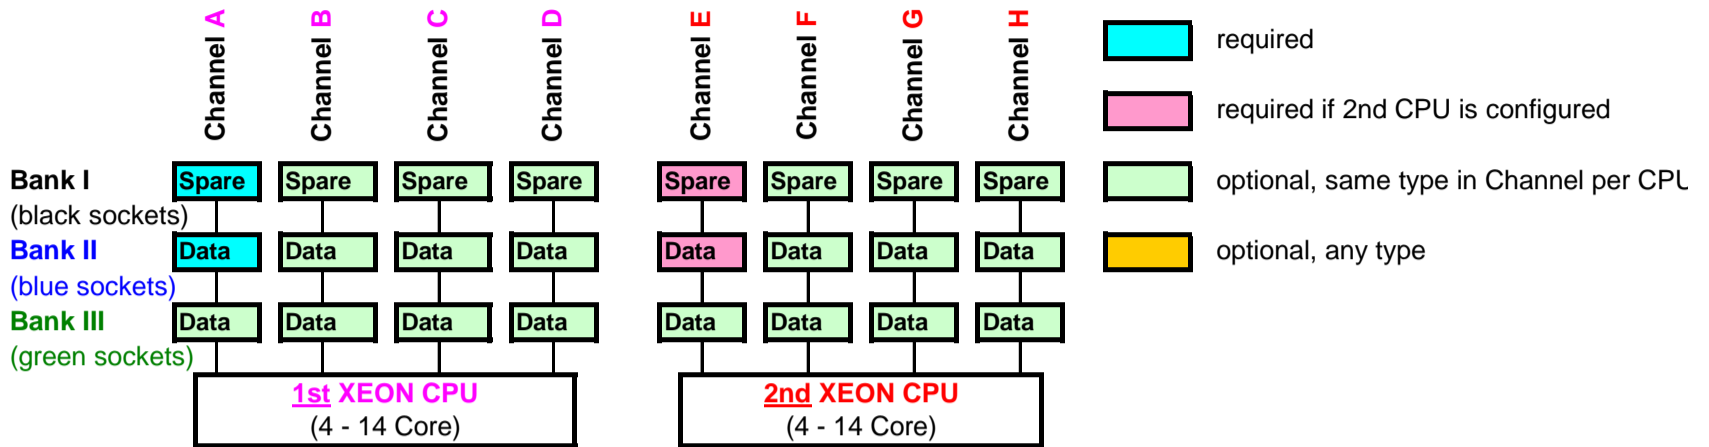 Channel A
Channel B
Channel C
Channel D
Channel E
Channel F
Channel G
Channel H
required
required if 2nd CPU is configured
optional, same type in Channel per CPU
optional, any type
Bank I
(black sockets)
Spare Spare Spare Spare Spare Spare Spare Spare
Bank II
(blue sockets)
Data Data Data Data Data Data Data Data
Bank III
(green sockets)
Data Data Data Data Data Data Data Data
1st XEON CPU
(4 - 14 Core)
2nd XEON CPU
(4 - 14 Core)